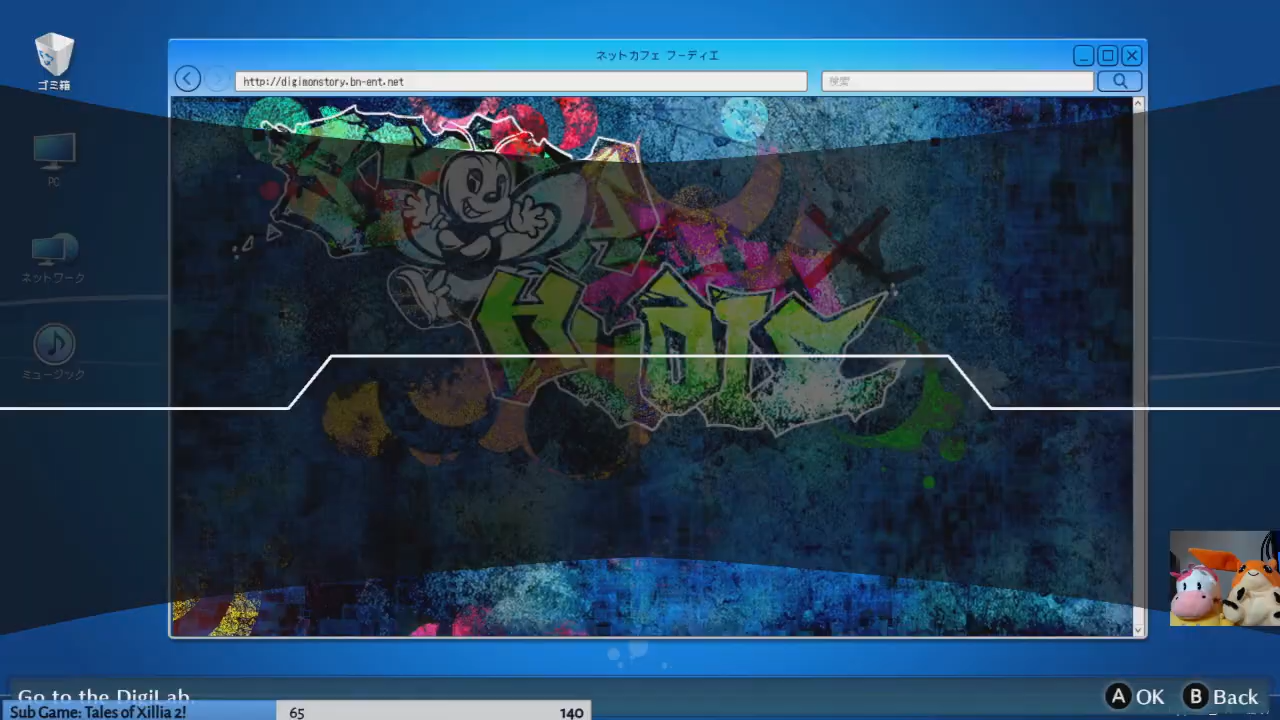 ネットカフェ フーディエ
http://digimonstory.bn-ent.net
検索
ゴミ箱
PC
ネットワーク
ミュージック
Go to the DigiLab.
A OK B Back
Sub Game: Tales of Xillia 2!
65
140